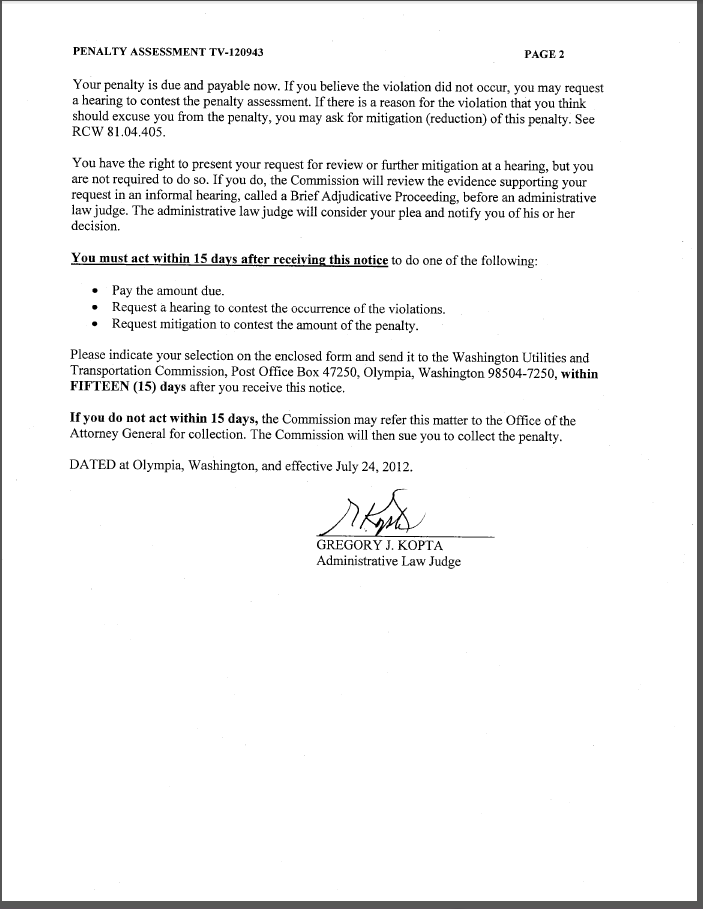 PENALTY ASSESSMENT TV-120943 PAGE 2
Your penalty is due and payable now. If you believe the violation did not occur, you may request
a hearing to contest the penalty assessment. If there is a reason for the violation that you think
should excuse you from the penalty, you may ask for mitigation (reduction) of this penalty. See
RCW 81.04.405.
You have the right to present your request for review or further mitigation at a hearing, but you
are not required to do so. If you do, the Commission will review the evidence supporting your
request in an informal hearing, called a Brief Adjudicative Proceeding, before an administrative
law judge. The administrative law judge will consider your plea and notify you of his or her
decision.
You must act within 15 days after receiving this notice to do one of the following:
• Pay the amount due.
• Request a hearing to contest the occurrence of the violations.
• Request mitigation to contest the amount of the penalty.
Please indicate your selection on the enclosed form and send it to the Washington Utilities and
Transportation Commission, Post Office Box 47250, Olympia, Washington 98504-7250, within
FIFTEEN (15) days after you receive this notice.
If you do not act within 15 days, the Commission may refer this matter to the Office of the
Attorney General for collection. The Commission will then sue you to collect the penalty.
DATED at Olympia, Washington, and effective July 24, 2012.
GREGORY J. KOPTA
Administrative Law Judge